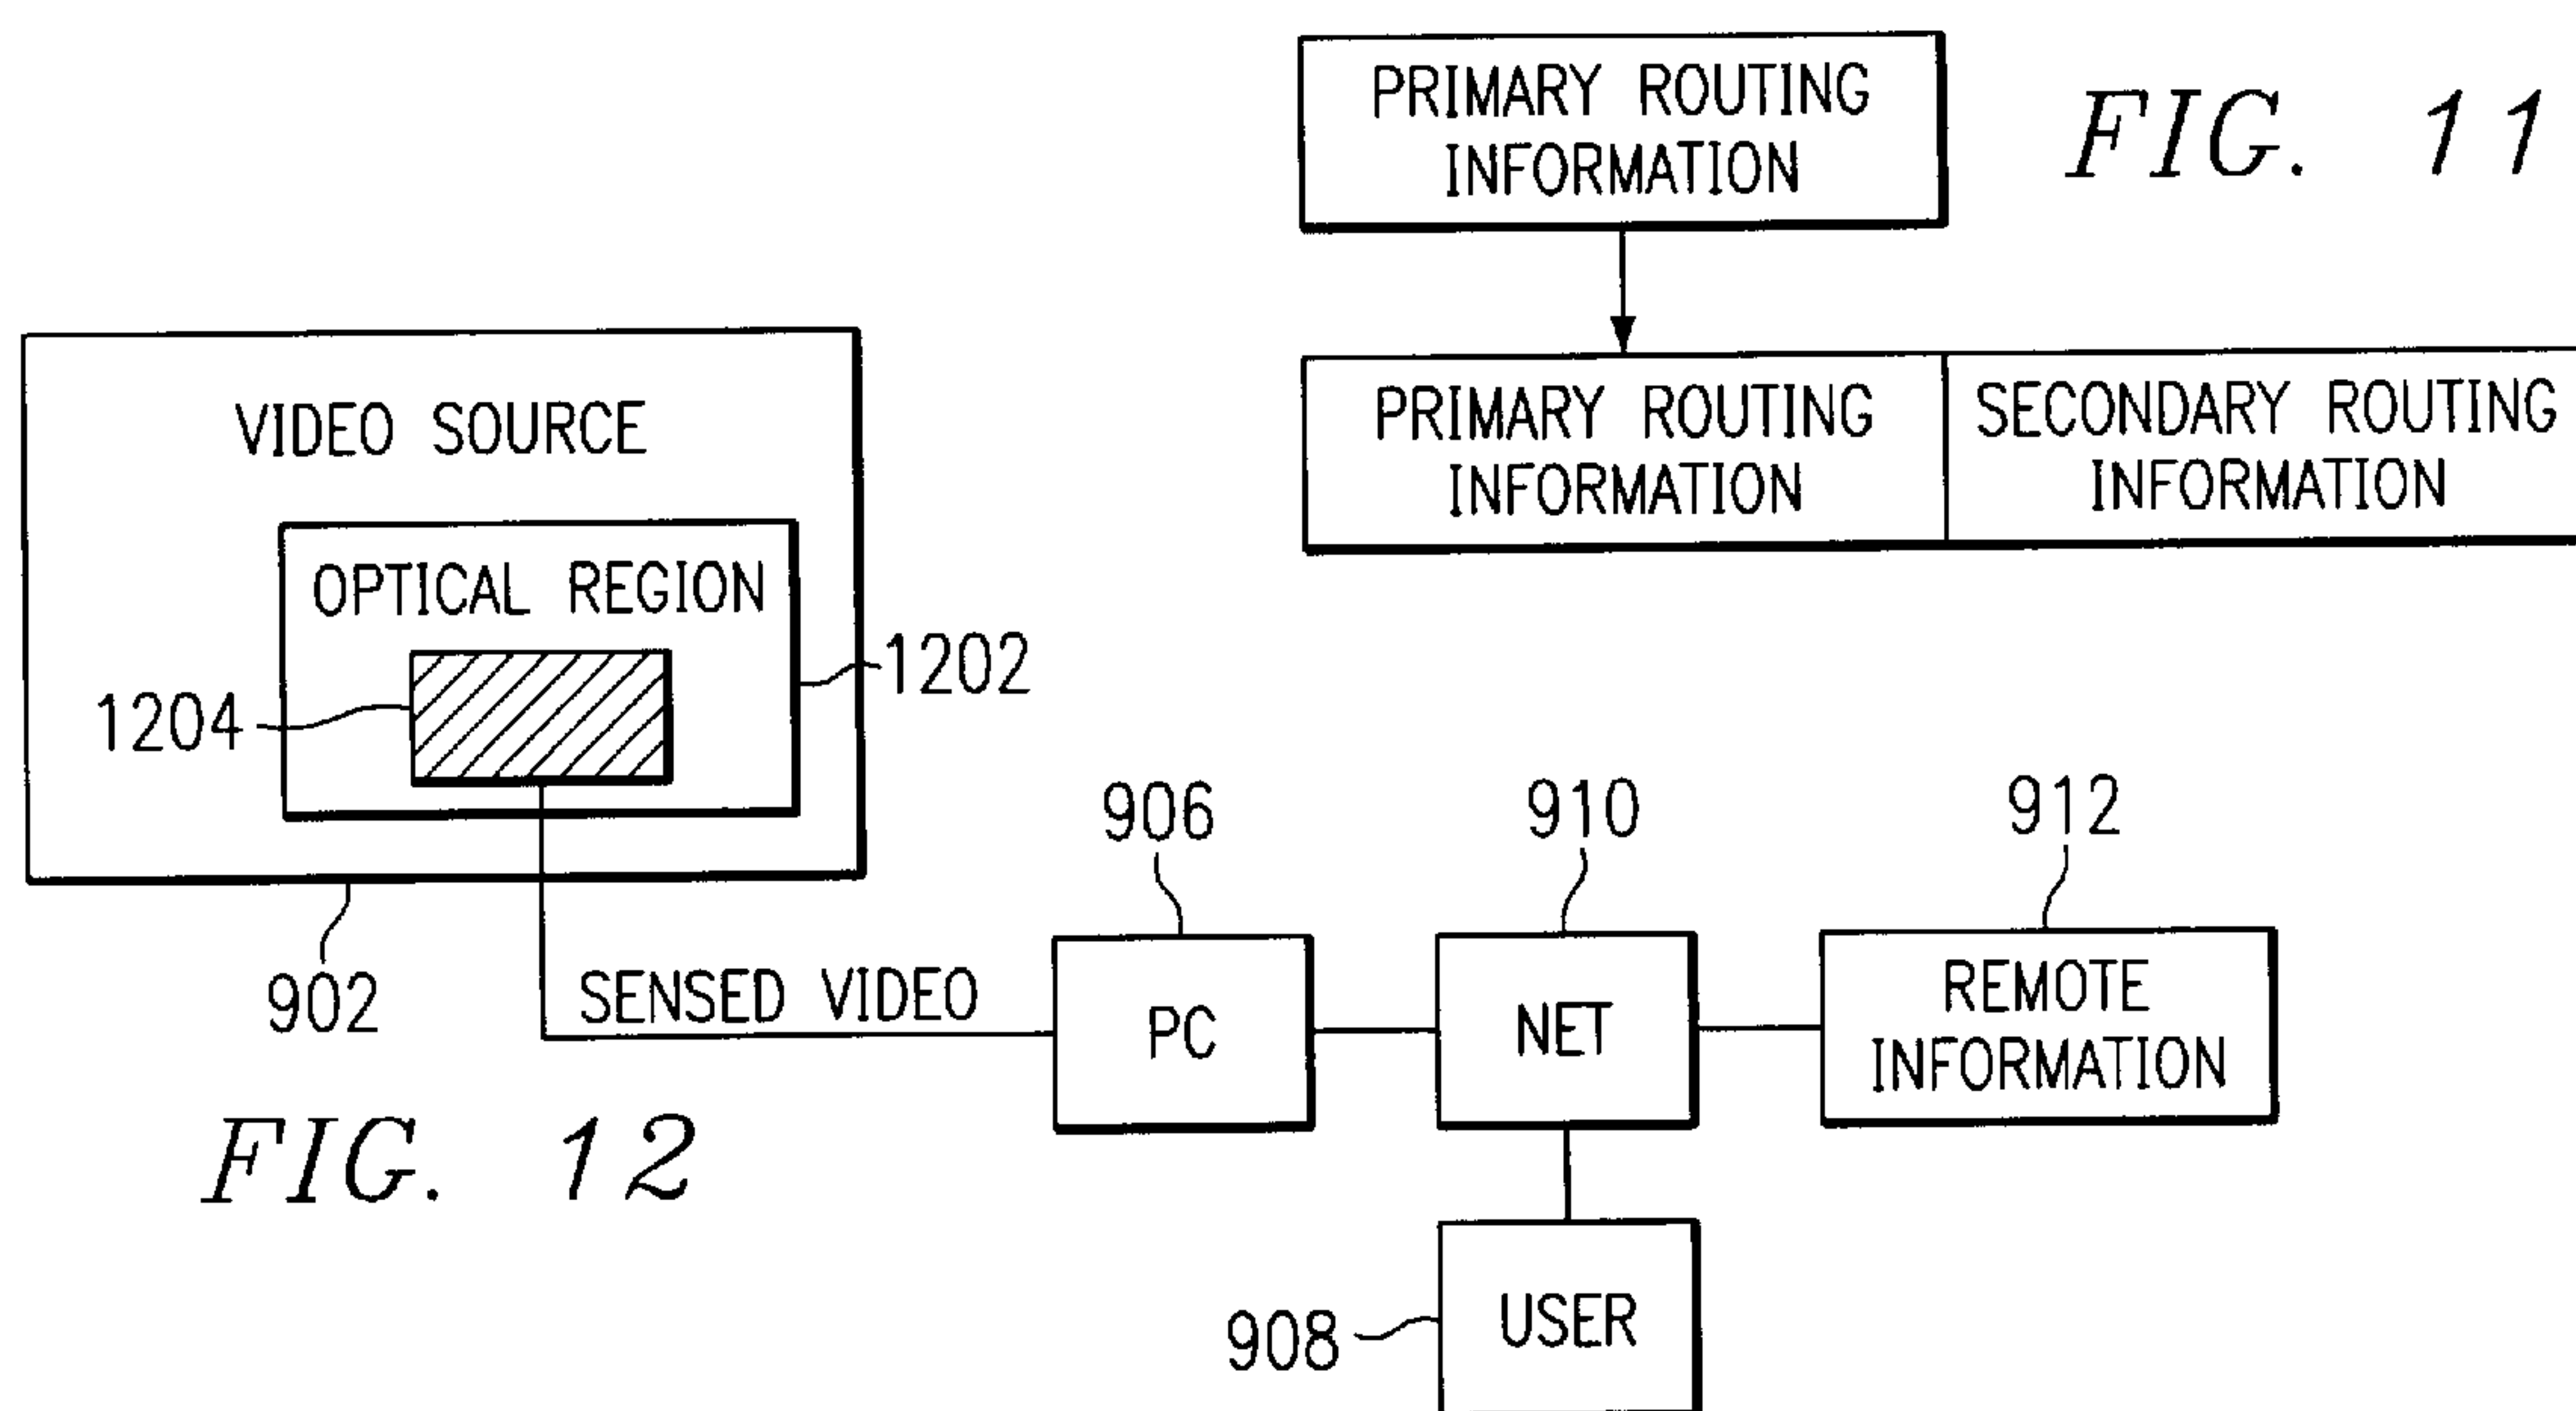 PRIMARY ROUTING
INFORMATION
FIG. 11
PRIMARY ROUTING
INFORMATION
SECONDARY ROUTING
INFORMATION
VIDEO SOURCE
OPTICAL REGION
1202
1204
902
SENSED VIDEO
906
PC
910
NET
912
REMOTE
INFORMATION
908
USER
FIG. 12